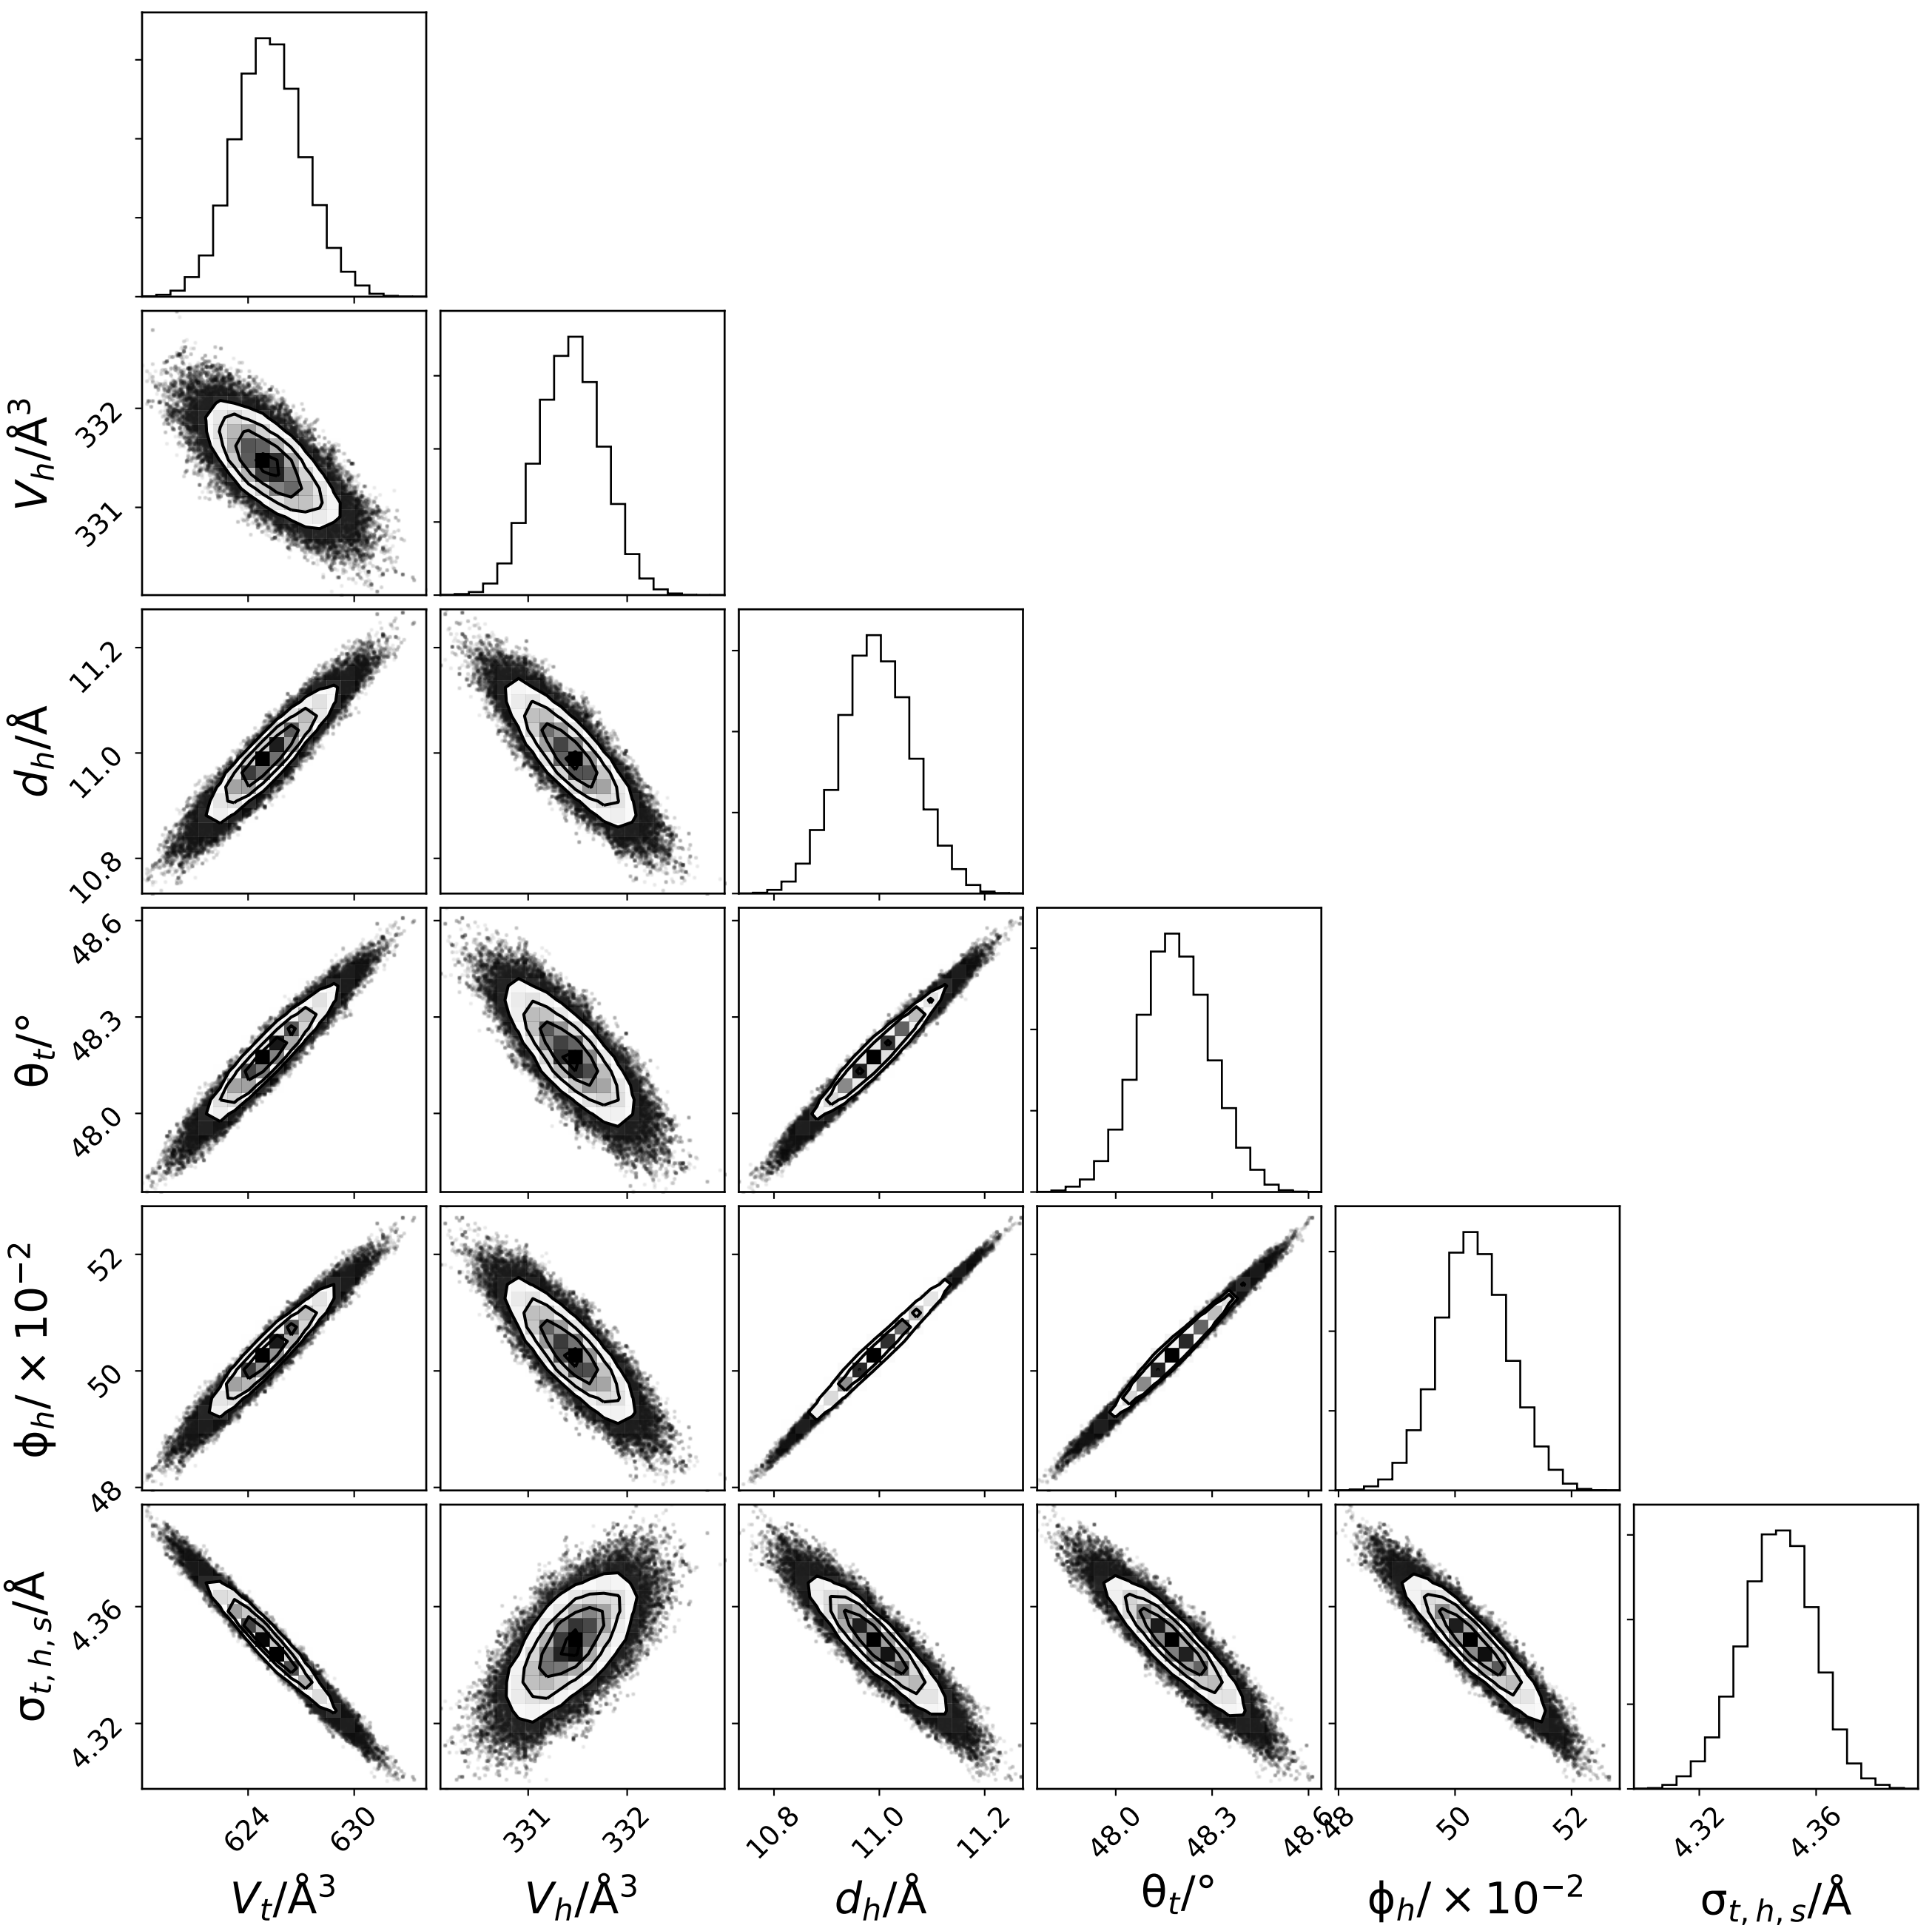 V_h/Å³
332
331
d_h/Å
11.2
11.0
10.8
θ_t/°
48.6
48.3
48.0
ϕ_h/ × 10⁻²
52
50
48
σ_t,h,s/Å
4.36
4.32
624 630
331 332
10.8 11.0 11.2
48.0 48.3 48.6
48 50 52
4.32 4.36
V_t/Å³ V_h/Å³ d_h/Å θ_t/° ϕ_h/ × 10⁻² σ_t,h,s/Å